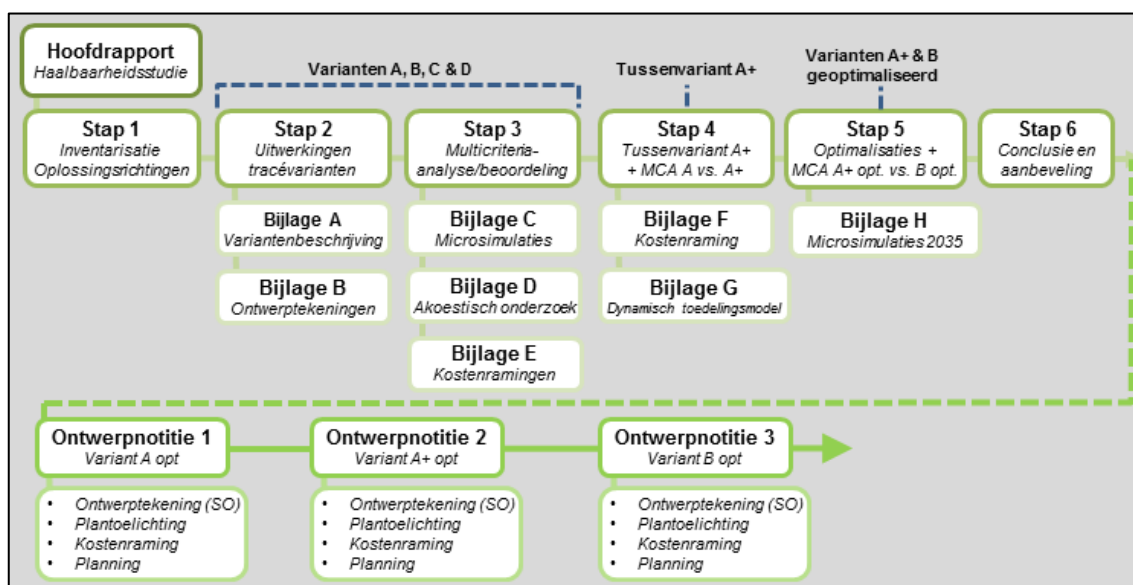 Hoofdrapport
Haalbaarheidsstudie
Varianten A, B, C & D
Tussenvariant A+
Varianten A+ & B
geoptimaliseerd
Stap 1
Inventarisatie
Oplossingsrichtingen
Stap 2
Uitwerkingen
tracévarianten
Stap 3
Multicriteria-
analyse/beoordeling
Stap 4
Tussenvariant A+
+ MCA A vs. A+
Stap 5
Optimalisaties +
MCA A+ opt. vs. B opt.
Stap 6
Conclusie en
aanbeveling
Bijlage A
Variantenbeschrijving
Bijlage B
Ontwerptekeningen
Bijlage C
Microsimulaties
Bijlage D
Akoestisch onderzoek
Bijlage E
Kostenramingen
Bijlage F
Kostenraming
Bijlage G
Dynamisch toedelingsmodel
Bijlage H
Microsimulaties 2035
Ontwerpnotitie 1
Variant A opt
• Ontwerptekening (SO)
• Plantoelichting
• Kostenraming
• Planning
Ontwerpnotitie 2
Variant A+ opt
• Ontwerptekening (SO)
• Plantoelichting
• Kostenraming
• Planning
Ontwerpnotitie 3
Variant B opt
• Ontwerptekening (SO)
• Plantoelichting
• Kostenraming
• Planning